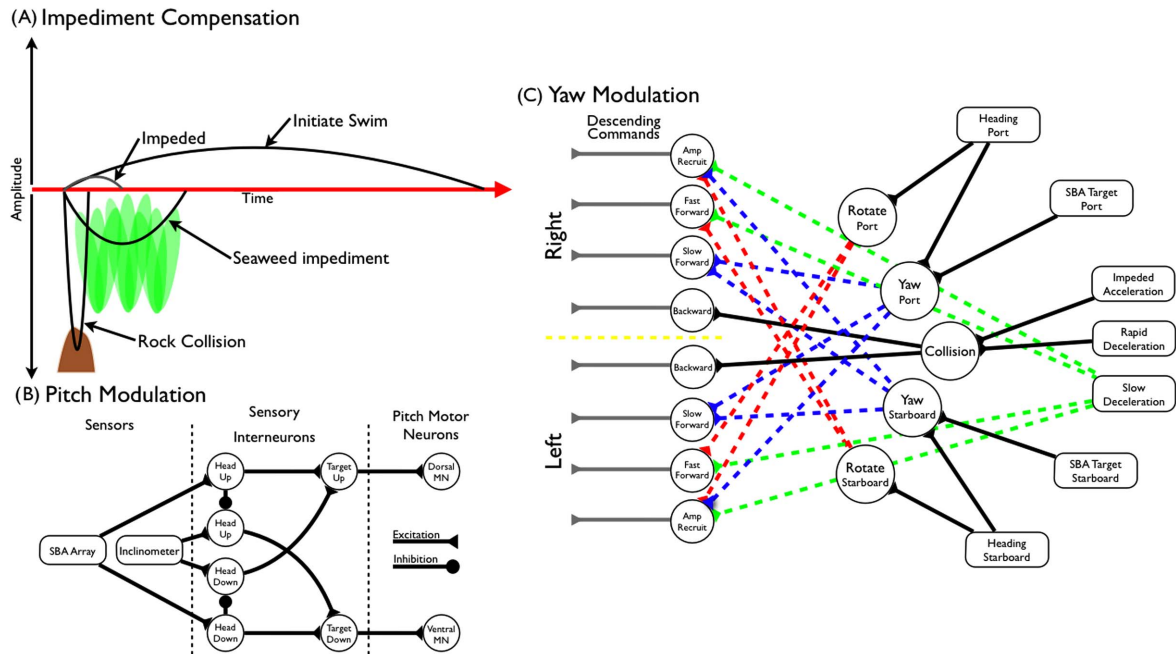 (A) Impediment Compensation
Amplitude
Initiate Swim
Impeded
Time
Seaweed impediment
Rock Collision
(B) Pitch Modulation
Sensors
Sensory
Interneurons
Pitch Motor
Neurons
Head
Up
Target
Up
Dorsal
MN
Head
Up
SBA Array
Inclinometer
Head
Down
Excitation
Inhibition
Head
Down
Target
Down
Ventral
MN
(C) Yaw Modulation
Descending
Commands
Right
Left
Amp
Recruit
Fast
Forward
Slow
Forward
Backward
Backward
Slow
Forward
Fast
Forward
Amp
Recruit
Rotate
Port
Yaw
Port
Collision
Yaw
Starboard
Rotate
Starboard
Heading
Port
SBA Target
Port
Impeded
Acceleration
Rapid
Deceleration
Slow
Deceleration
SBA Target
Starboard
Heading
Starboard